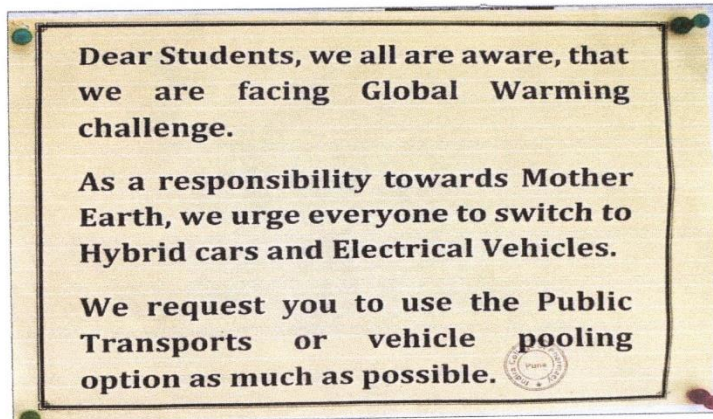 Dear Students, we all are aware, that
we are facing Global Warming
challenge.
As a responsibility towards Mother
Earth, we urge everyone to switch to
Hybrid cars and Electrical Vehicles.
We request you to use the Public
Transports or vehicle pooling
option as much as possible.